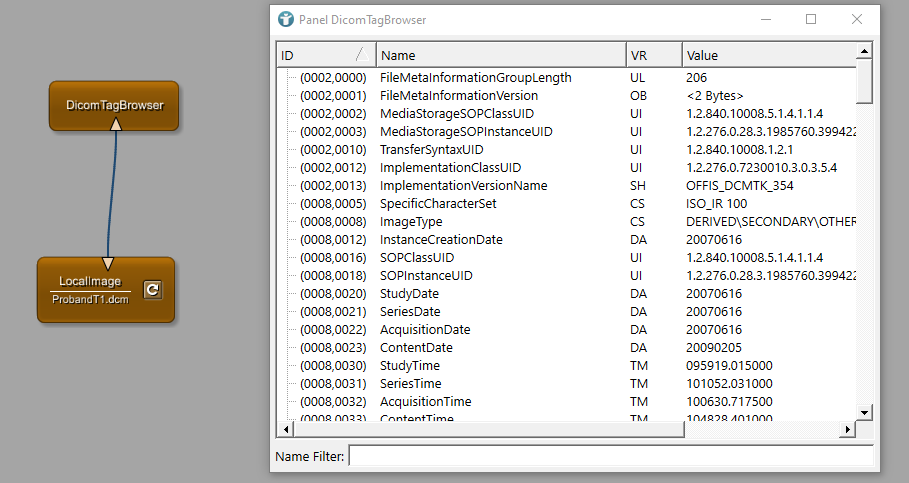 DicomTagBrowser
LocalImage
ProbandT1.dcm
Panel DicomTagBrowser
ID Name VR Value
(0002,0000) FileMetaInformationGroupLength UL 206
(0002,0001) FileMetaInformationVersion OB <2 Bytes>
(0002,0002) MediaStorageSOPClassUID UI 1.2.840.10008.5.1.4.1.1.4
(0002,0003) MediaStorageSOPInstanceUID UI 1.2.276.0.28.3.1985760.399422
(0002,0010) TransferSyntaxUID UI 1.2.840.10008.1.2.1
(0002,0012) ImplementationClassUID UI 1.2.276.0.7230010.3.0.3.5.4
(0002,0013) ImplementationVersionName SH OFFIS_DCMTK_354
(0008,0005) SpecificCharacterSet CS ISO_IR 100
(0008,0008) ImageType CS DERIVED\SECONDARY\OTHER
(0008,0012) InstanceCreationDate DA 20070616
(0008,0016) SOPClassUID UI 1.2.840.10008.5.1.4.1.1.4
(0008,0018) SOPInstanceUID UI 1.2.276.0.28.3.1985760.399422
(0008,0020) StudyDate DA 20070616
(0008,0021) SeriesDate DA 20070616
(0008,0022) AcquisitionDate DA 20070616
(0008,0023) ContentDate DA 20090205
(0008,0030) StudyTime TM 095919.015000
(0008,0031) SeriesTime TM 101052.031000
(0008,0032) AcquisitionTime TM 100630.717500
(0008,0033) ContentTime TM 104828.401000
Name Filter: